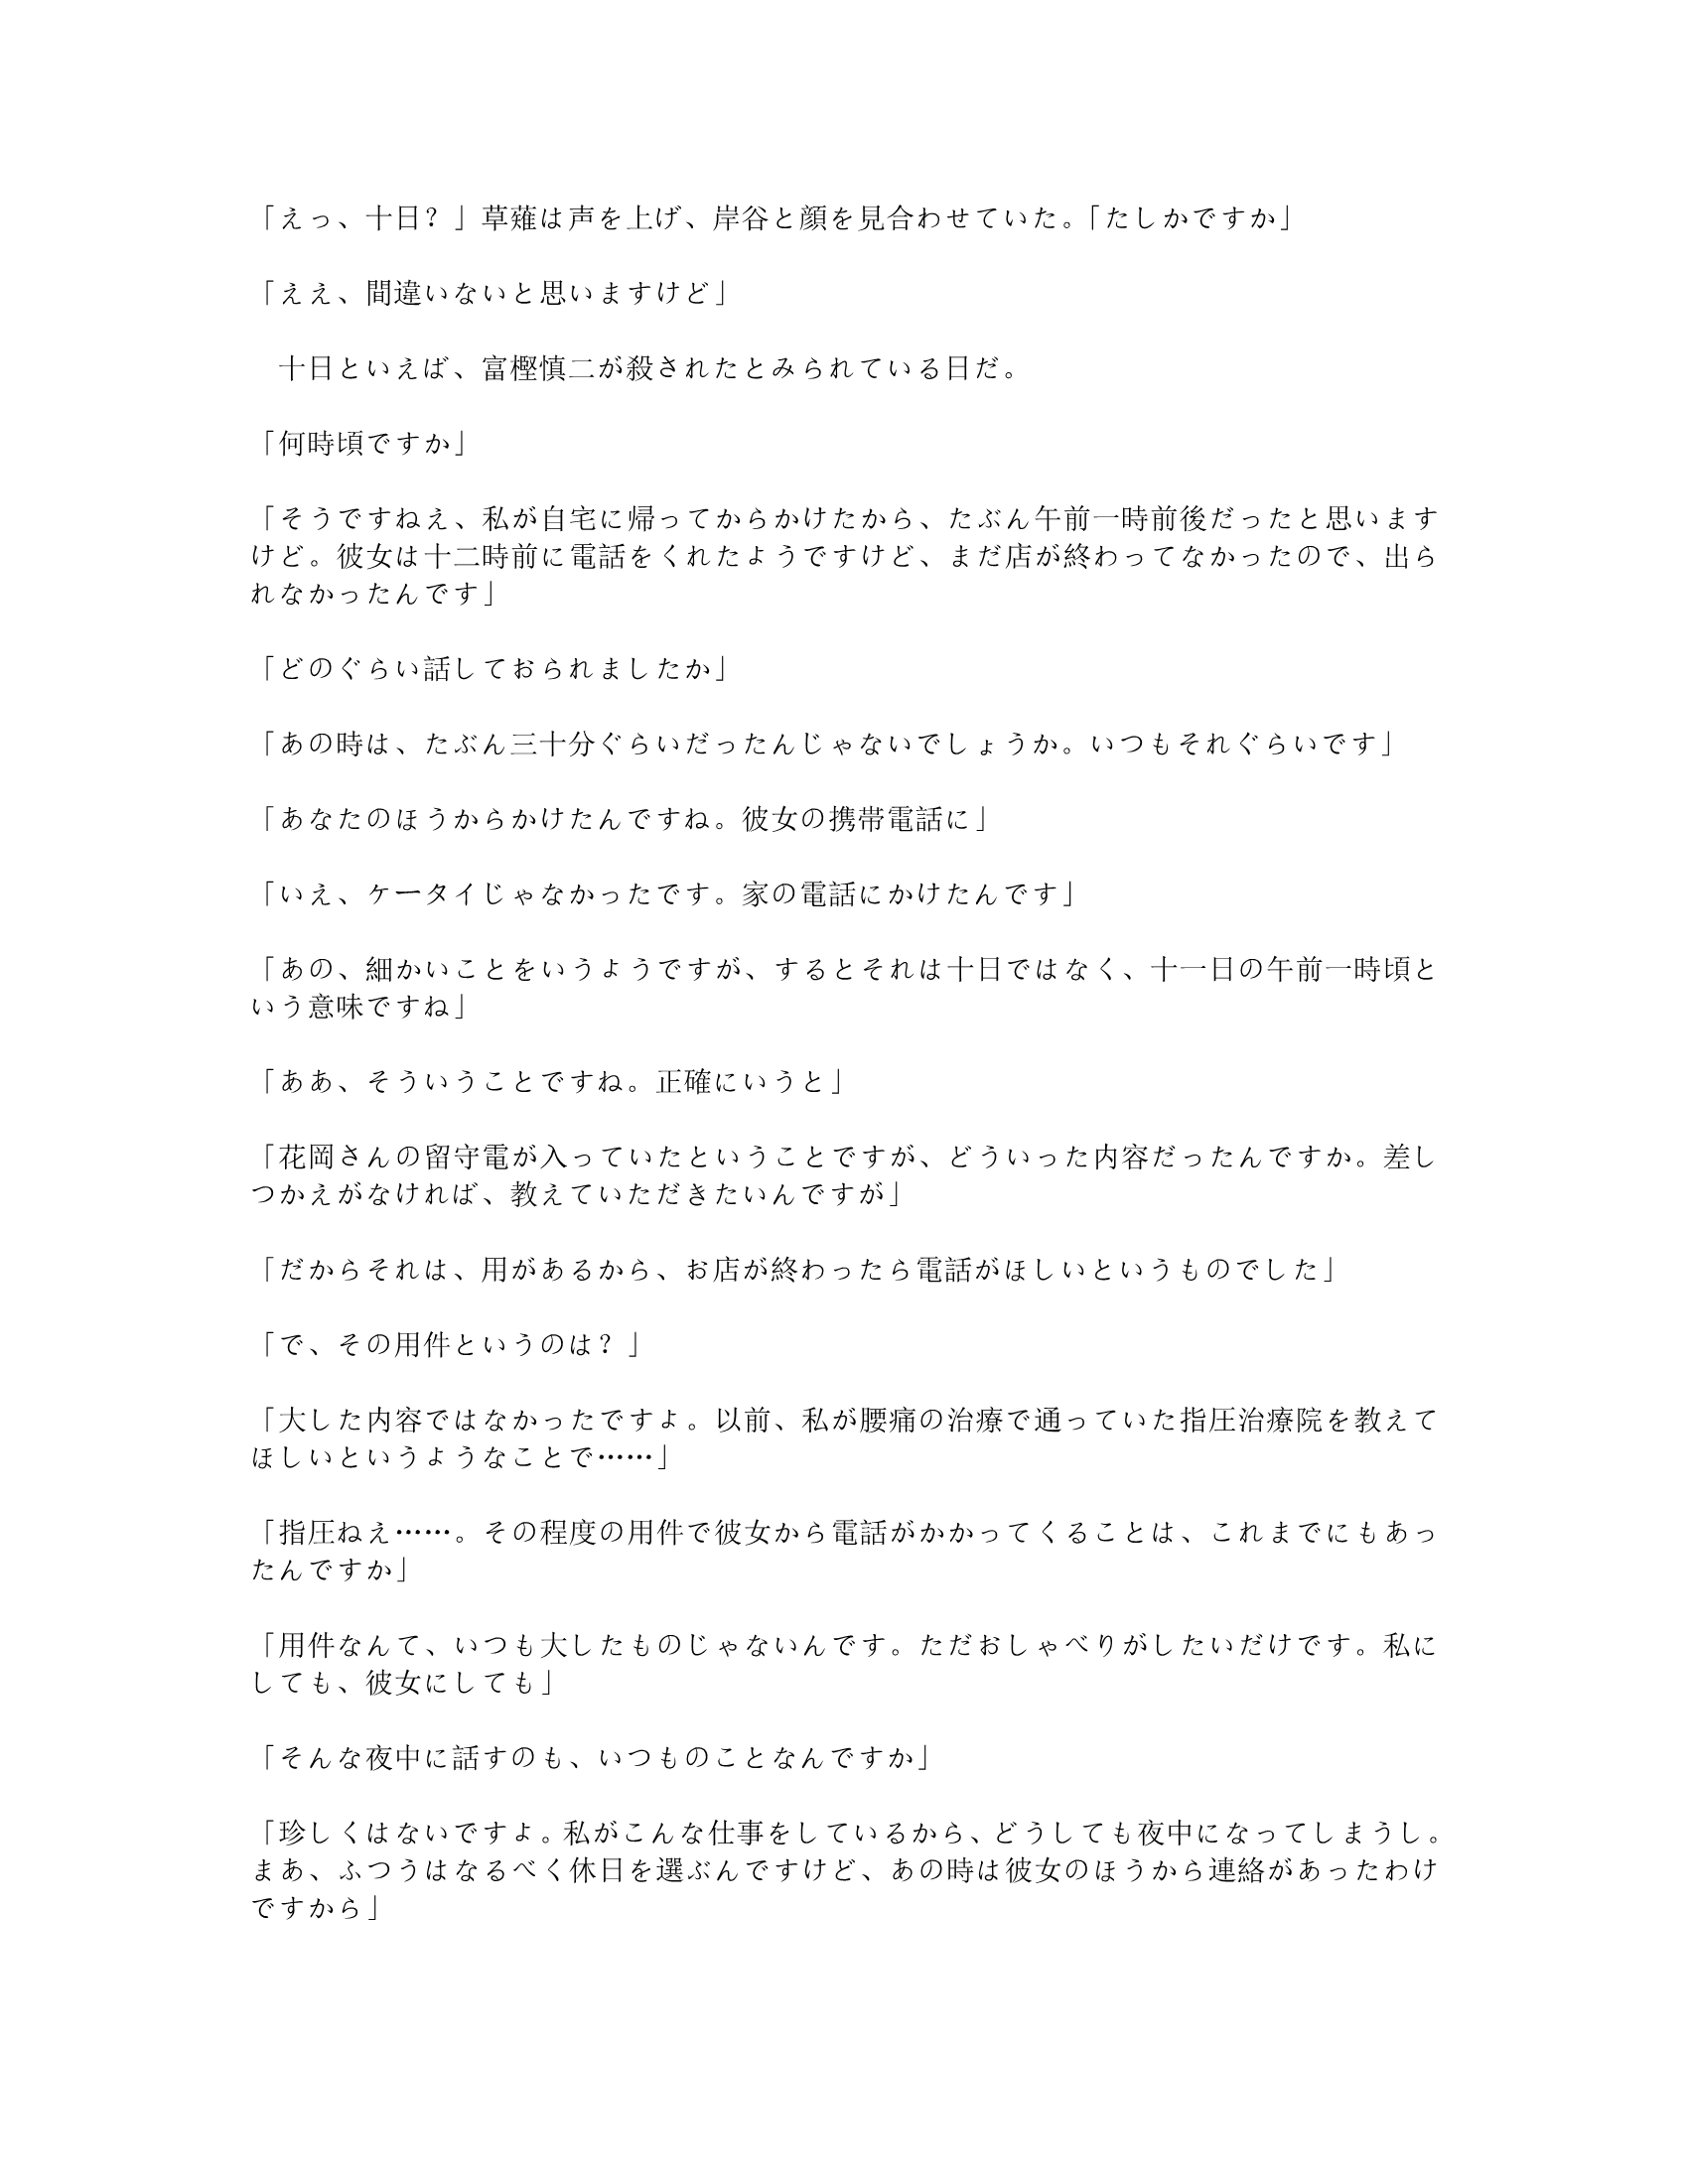 「えっ、十日？」草薙は声を上げ、岸谷と顔を見合わせていた。「たしかですか」
「ええ、間違いないと思いますけど」
　十日といえば、富樫慎二が殺されたとみられている日だ。
「何時頃ですか」
「そうですねえ、私が自宅に帰ってからかけたから、たぶん午前一時前後だったと思います
けど。彼女は十二時前に電話をくれたようですけど、まだ店が終わってなかったので、出ら
れなかったんです」
「どのぐらい話しておられましたか」
「あの時は、たぶん三十分ぐらいだったんじゃないでしょうか。いつもそれぐらいです」
「あなたのほうからかけたんですね。彼女の携帯電話に」
「いえ、ケータイじゃなかったです。家の電話にかけたんです」
「あの、細かいことをいうようですが、するとそれは十日ではなく、十一日の午前一時頃と
いう意味ですね」
「ああ、そういうことですね。正確にいうと」
「花岡さんの留守電が入っていたということですが、どういった内容だったんですか。差し
つかえがなければ、教えていただきたいんですが」
「だからそれは、用があるから、お店が終わったら電話がほしいというものでした」
「で、その用件というのは？」
「大した内容ではなかったですよ。以前、私が腰痛の治療で通っていた指圧治療院を教えて
ほしいというようなことで……」
「指圧ねえ……。その程度の用件で彼女から電話がかかってくることは、これまでにもあっ
たんですか」
「用件なんて、いつも大したものじゃないんです。ただおしゃべりがしたいだけです。私に
しても、彼女にしても」
「そんな夜中に話すのも、いつものことなんですか」
「珍しくはないですよ。私がこんな仕事をしているから、どうしても夜中になってしまうし。
まあ、ふつうはなるべく休日を選ぶんですけど、あの時は彼女のほうから連絡があったわけ
ですから」